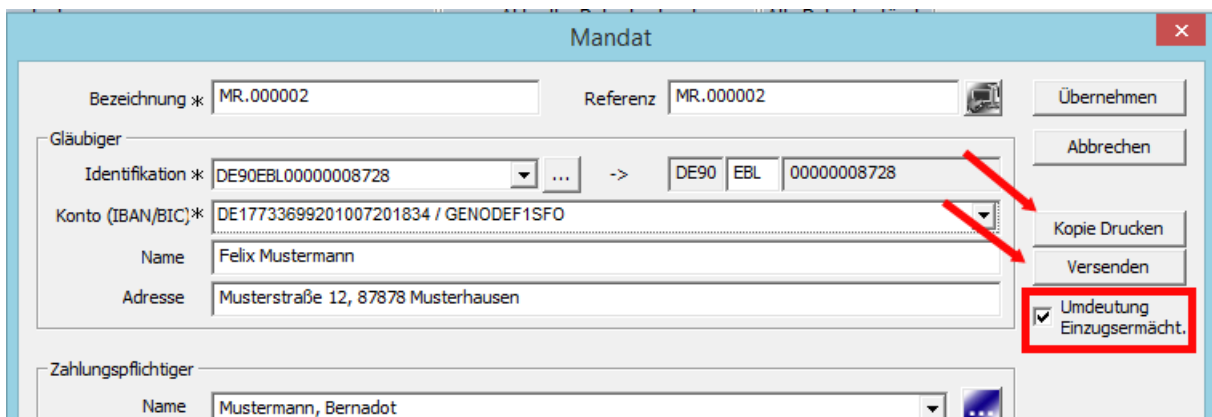 Mandat
Bezeichnung * MR.000002 Referenz MR.000002 Übernehmen
Gläubiger Abbrechen
Identifikation * DE90EBL00000008728 ... -> DE90 EBL 00000008728
Konto (IBAN/BIC)* DE17733699201007201834 / GENODEF1SFO Kopie Drucken
Name Felix Mustermann Versenden
Adresse Musterstraße 12, 87878 Musterhausen Umdeutung
Einzugsermächt.
Zahlungspflichtiger
Name Mustermann, Bernadot ...